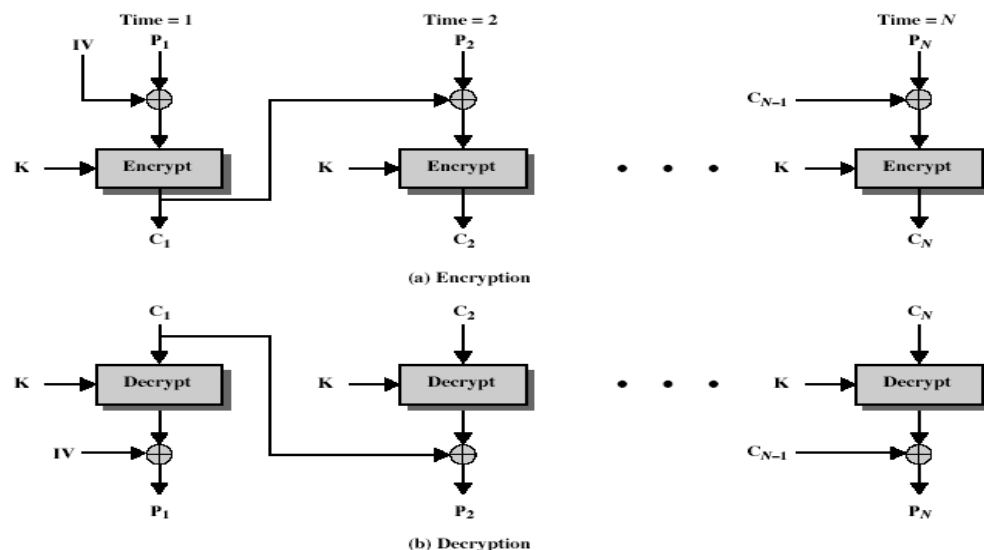 Time = 1 Time = 2 Time = N
IV P1 P2 PN
CN–1
K Encrypt K Encrypt • • • K Encrypt
C1 C2 CN
(a) Encryption
C1 C2 CN
K Decrypt K Decrypt • • • K Decrypt
IV CN–1
P1 P2 PN
(b) Decryption